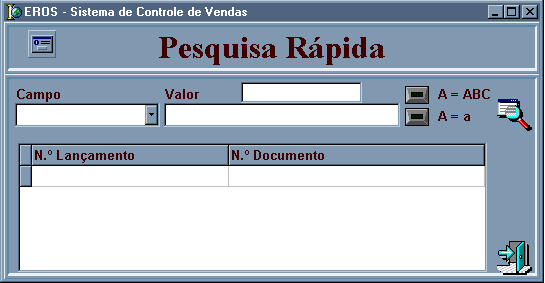 EROS - Sistema de Controle de Vendas
Pesquisa Rápida
Campo
Valor
A = ABC
A = a
N.º Lançamento
N.º Documento